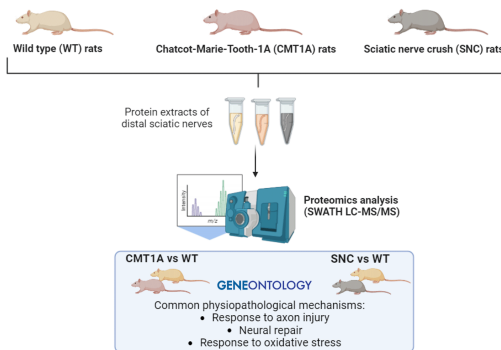 Wild type (WT) rats
Chatcot-Marie-Tooth-1A (CMT1A) rats
Sciatic nerve crush (SNC) rats
Protein extracts of
distal sciatic nerves
Intensity
Proteomics analysis
(SWATH LC-MS/MS)
CMT1A vs WT
SNC vs WT
GENEONTOLOGY
Common physiopathological mechanisms:
• Response to axon injury
• Neural repair
• Response to oxidative stress